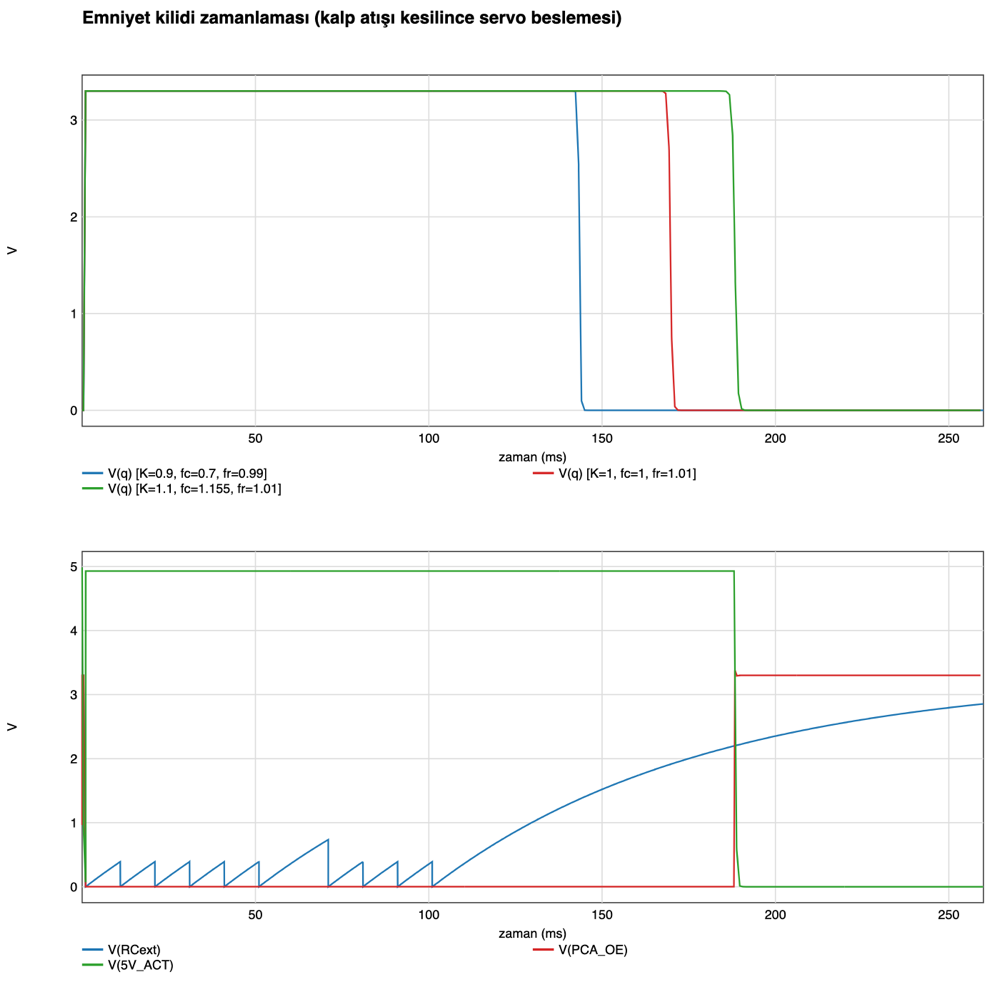 Emniyet kilidi zamanlaması (kalp atışı kesilince servo beslemesi)
3
2
1
0
V
50 100 150 200 250
zaman (ms)
V(q) [K=0.9, fc=0.7, fr=0.99] V(q) [K=1, fc=1, fr=1.01]
V(q) [K=1.1, fc=1.155, fr=1.01]
5
4
3
2
1
0
V
50 100 150 200 250
zaman (ms)
V(RCext) V(PCA_OE)
V(5V_ACT)